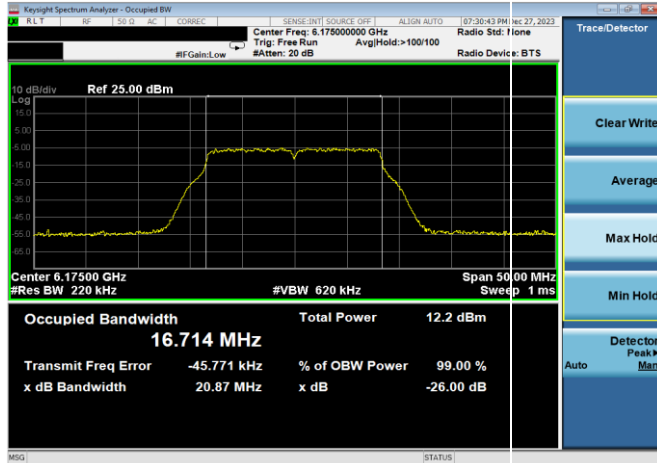 Keysight Spectrum Analyzer - Occupied BW
LXI RLT RF 50 Ω AC CORREC SENSE:INT SOURCE OFF ALIGN AUTO 07:30:43 PM Dec 27, 2023
Center Freq: 6.175000000 GHz Radio Std: None
Trig: Free Run Avg|Hold:>100/100
#IFGain:Low #Atten: 20 dB Radio Device: BTS
Trace/Detector
10 dB/div Ref 25.00 dBm
Log
15.0
5.00
-5.00
-15.0
-25.0
-35.0
-45.0
-55.0
-65.0
Center 6.17500 GHz Span 50.00 MHz
#Res BW 220 kHz #VBW 620 kHz Sweep 1 ms
Occupied Bandwidth Total Power 12.2 dBm
16.714 MHz
Transmit Freq Error -45.771 kHz % of OBW Power 99.00 %
x dB Bandwidth 20.87 MHz x dB -26.00 dB
Clear Write
Average
Max Hold
Min Hold
Detector
Peak
Auto Man
MSG STATUS